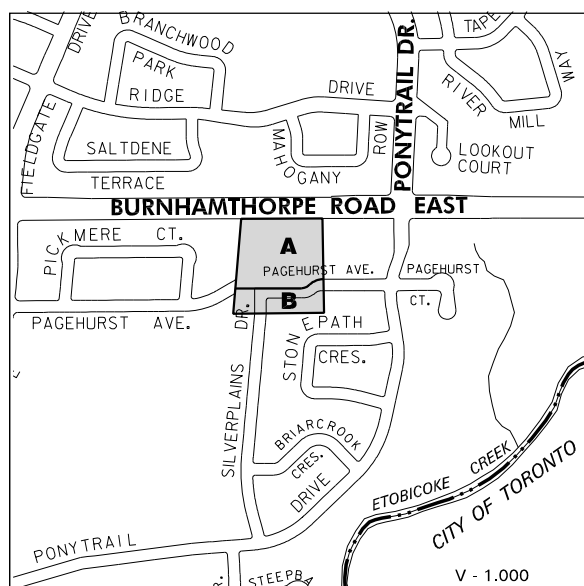 DRIVE
BRANCHWOOD
PARK
TAPE
WAY
PONYTRAIL DR.
RIDGE
DRIVE
RIVER
MILL
FIELDGATE
SALTDENE
MAHOGANY
ROW
LOOKOUT
COURT
TERRACE
BURNHAMTHORPE ROAD EAST
PICKMERE CT.
A
PAGEHURST AVE.
PAGEHURST
CT.
B
PAGEHURST AVE.
SILVERPLAINS DR.
STONEPATH
CRES.
BRIARCROOK
CRES.
DRIVE
ETOBICOKE CREEK
CITY OF TORONTO
PONYTRAIL
R.
STEEPBA
V - 1.000